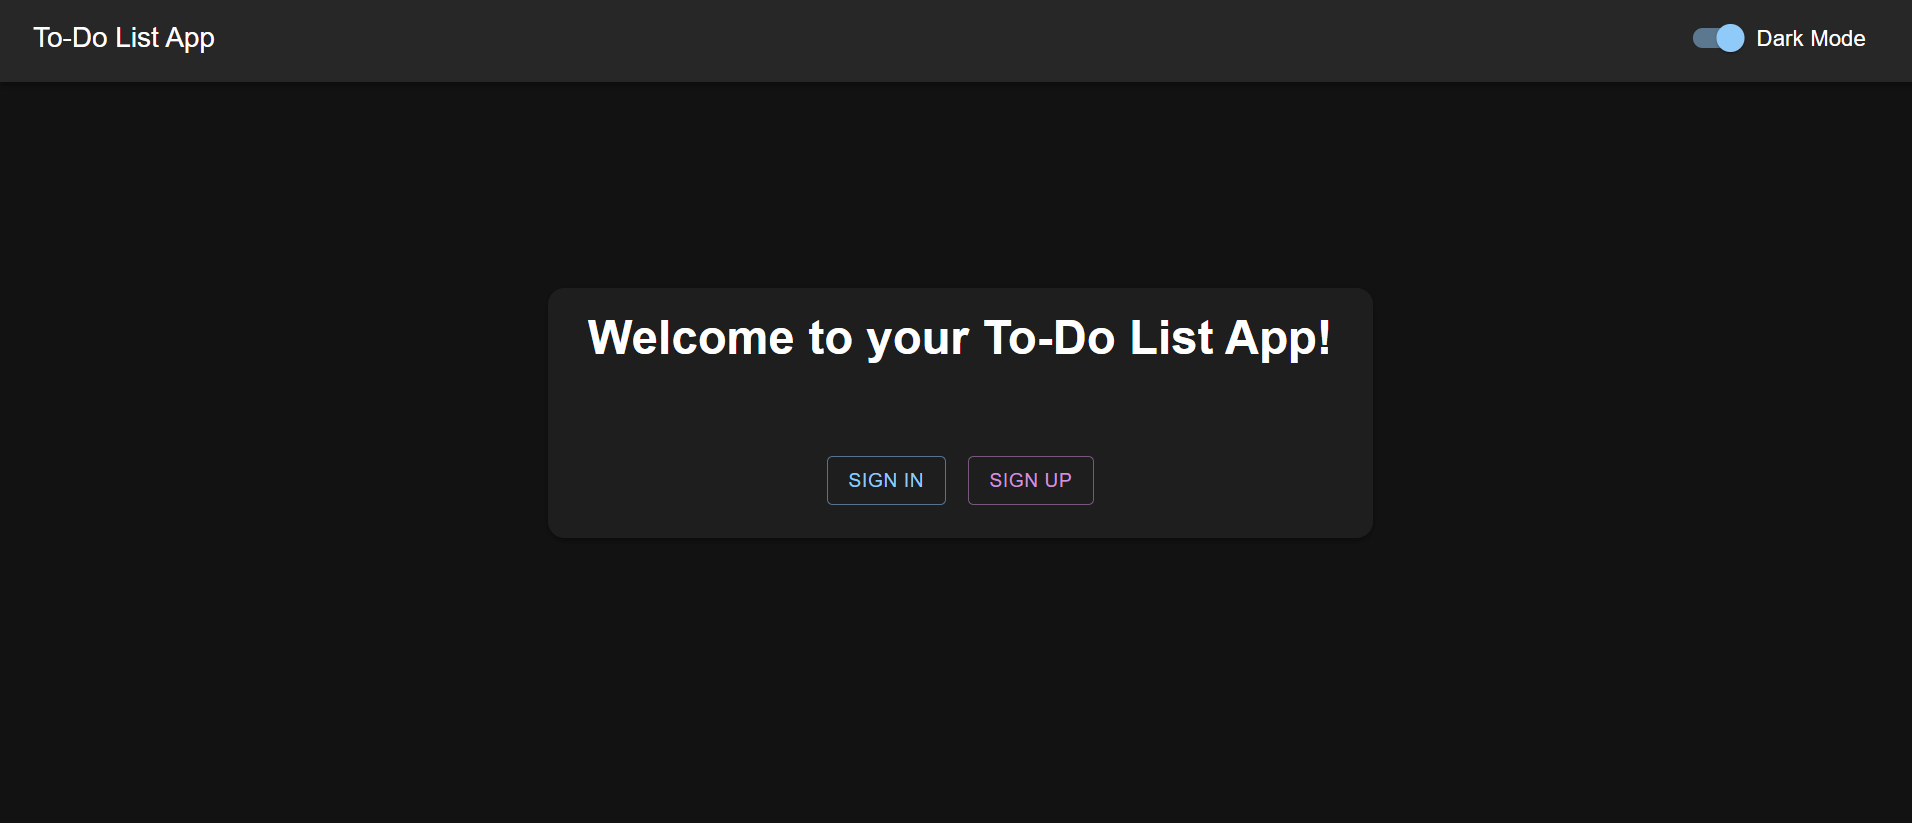 To-Do List App
Dark Mode
Welcome to your To-Do List App!
SIGN IN
SIGN UP